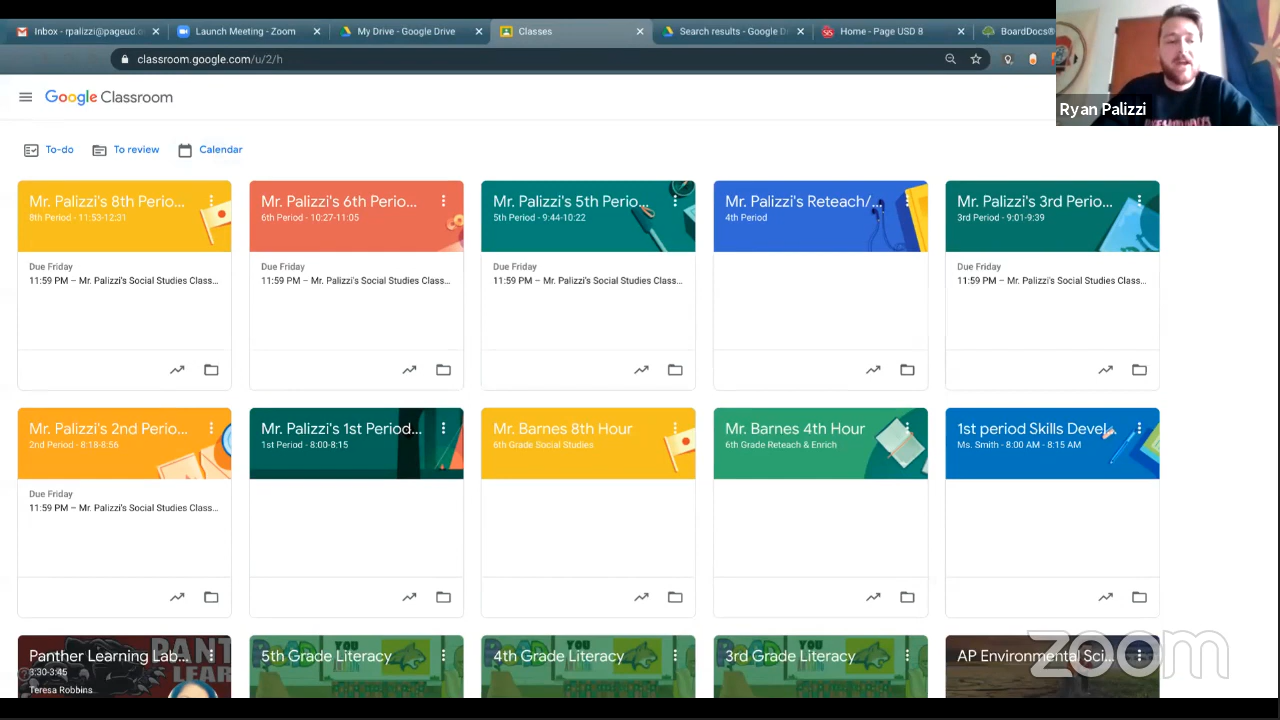 Inbox - rpalizzi@pageud.o
Launch Meeting - Zoom
My Drive - Google Drive
Classes
Search results - Google D
Home - Page USD 8
BoardDocs®
classroom.google.com/u/2/h
Ryan Palizzi
Google Classroom
To-do
To review
Calendar
Mr. Palizzi's 8th Perio...
8th Period - 11:53-12:31
Due Friday
11:59 PM – Mr. Palizzi's Social Studies Class...
Mr. Palizzi's 6th Perio...
6th Period - 10:27-11:05
Due Friday
11:59 PM – Mr. Palizzi's Social Studies Class...
Mr. Palizzi's 5th Perio...
5th Period - 9:44-10:22
Due Friday
11:59 PM – Mr. Palizzi's Social Studies Class...
Mr. Palizzi's Reteach/...
4th Period
Mr. Palizzi's 3rd Perio...
3rd Period - 9:01-9:39
Due Friday
11:59 PM – Mr. Palizzi's Social Studies Class...
Mr. Palizzi's 2nd Perio...
2nd Period - 8:18-8:56
Due Friday
11:59 PM – Mr. Palizzi's Social Studies Class...
Mr. Palizzi's 1st Period...
1st Period - 8:00-8:15
Mr. Barnes 8th Hour
6th Grade Social Studies
Mr. Barnes 4th Hour
6th Grade Reteach & Enrich
1st period Skills Devel...
Ms. Smith - 8:00 AM - 8:15 AM
Panther Learning Lab...
3:30-3:45
Teresa Robbins
5th Grade Literacy
4th Grade Literacy
3rd Grade Literacy
AP Environmental Sci...
zoom